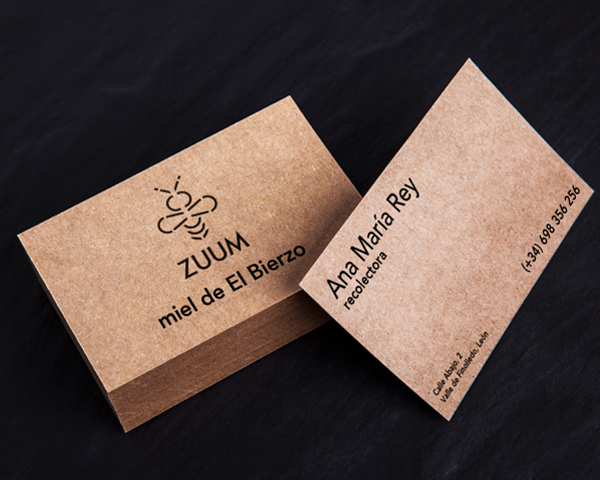 ZUUM
miel de El Bierzo
Ana María Rey
recolectora
(+34) 698 356 256
Calle Abajo, 2
Valle de Finolledo, León